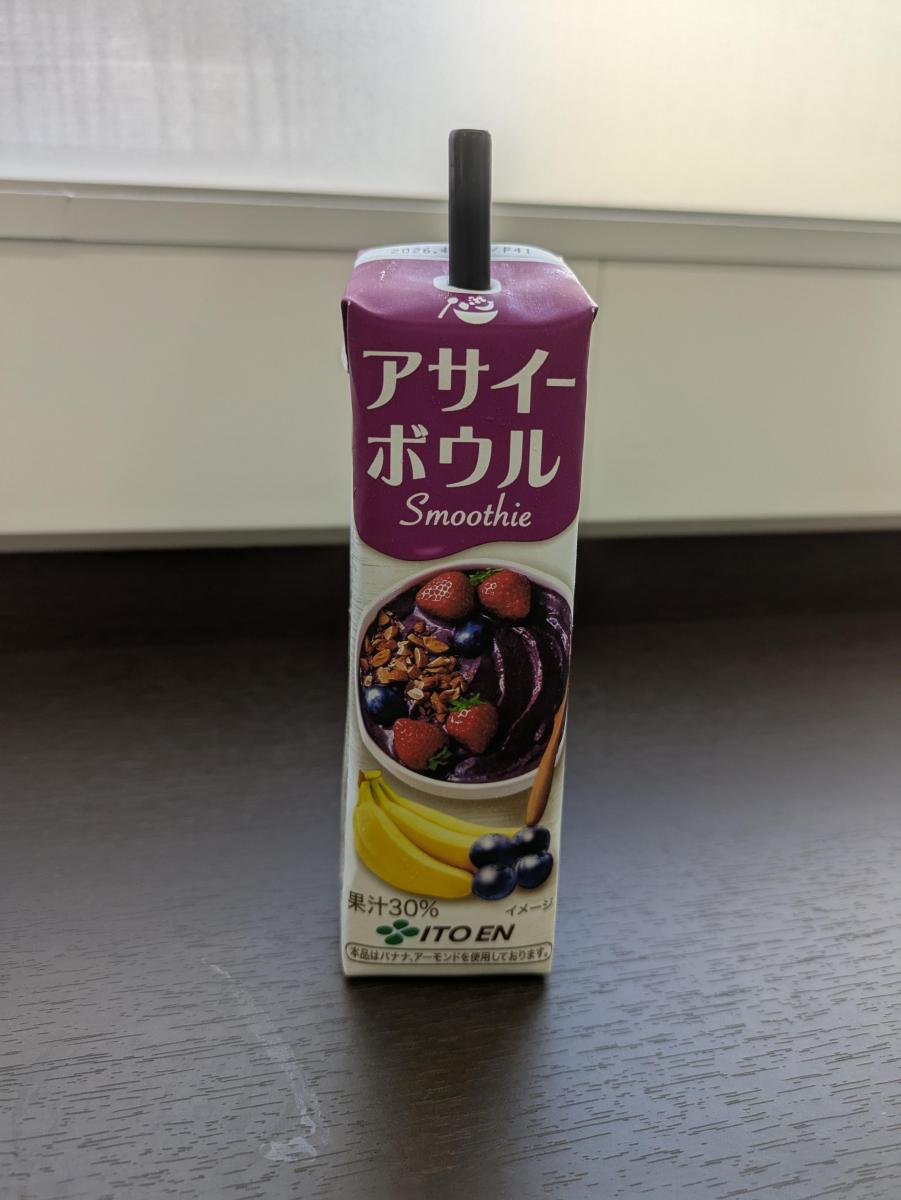 アサイー
ボウル
Smoothie
果汁30%
イメージ
ITO EN
本品はバナナ、アーモンドを使用しております。